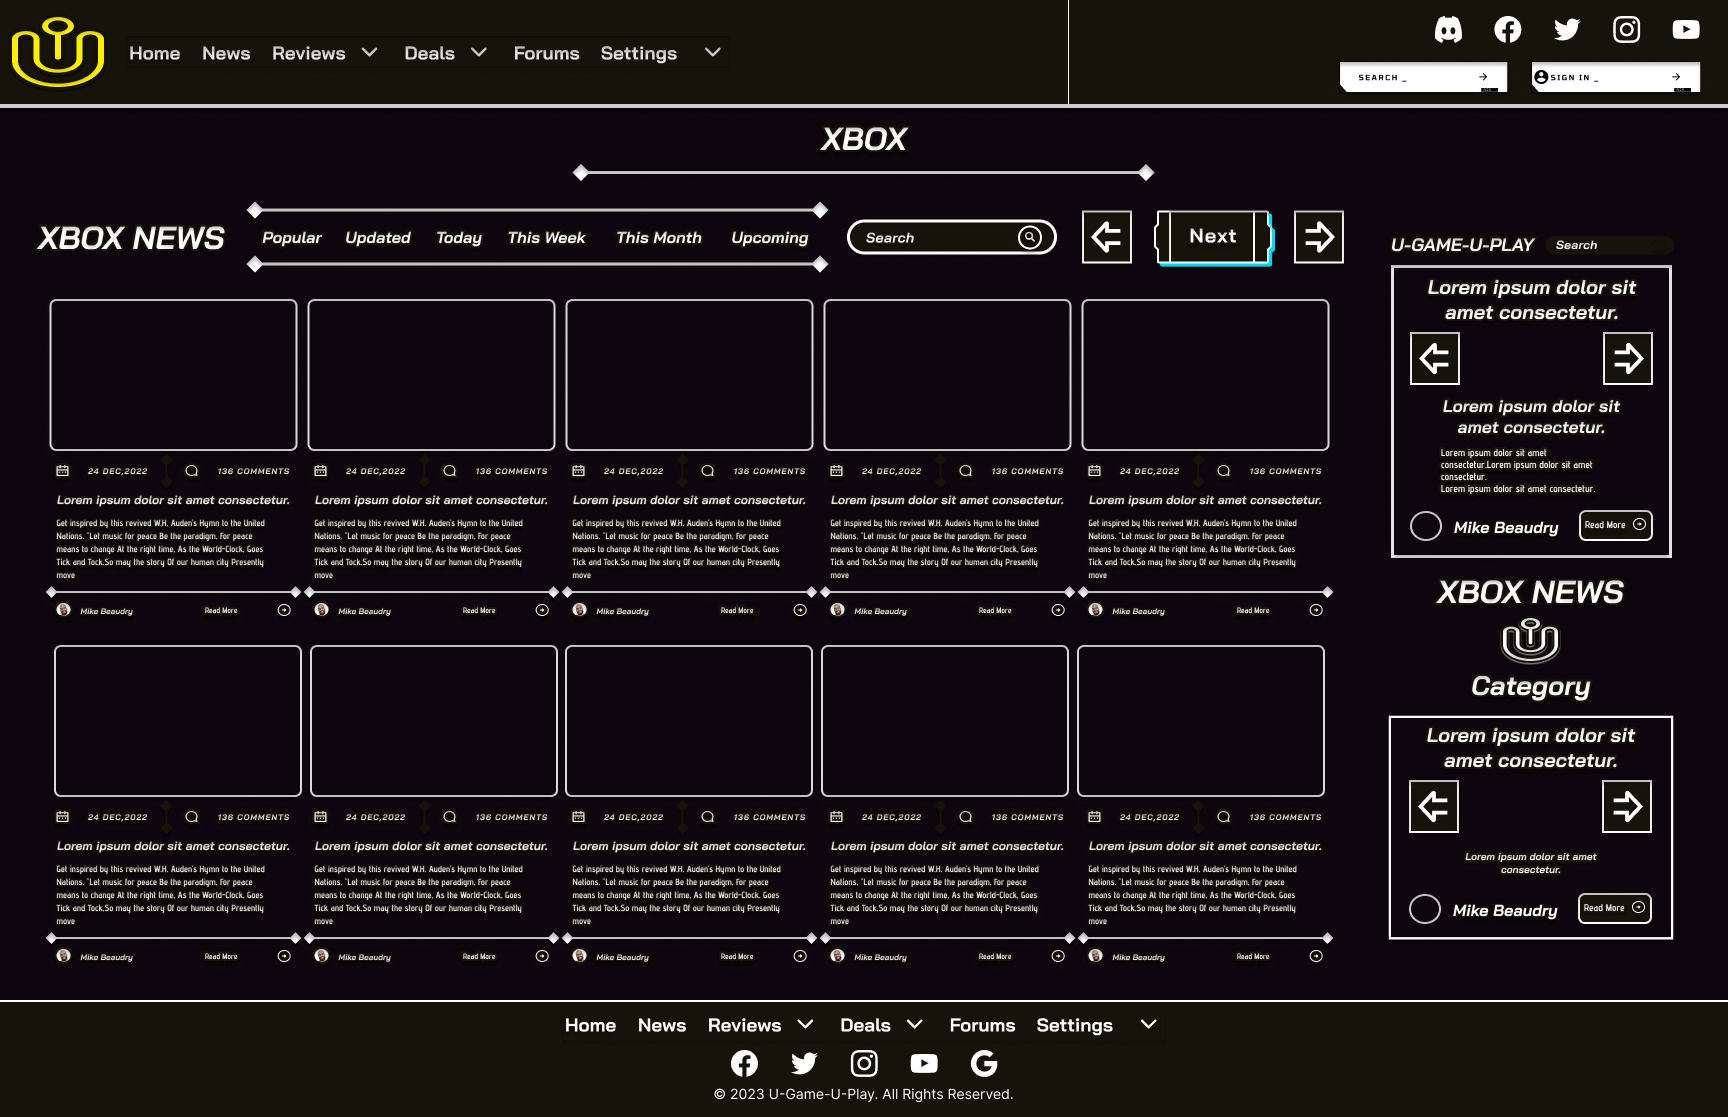 Home News Reviews Deals Forums Settings
SEARCH _
SIGN IN _
XBOX
XBOX NEWS
Popular Updated Today This Week This Month Upcoming
Search
Next
24 DEC,2022 136 COMMENTS
Lorem ipsum dolor sit amet consectetur.
Get inspired by this revived W.H. Auden's Hymn to the United
Nations. "Let music for peace Be the paradigm, For peace
means to change At the right time, As the World-Clock, Goes
Tick and Tock.So may the story Of our human city Presently
move
Mike Beaudry Read More
24 DEC,2022 136 COMMENTS
Lorem ipsum dolor sit amet consectetur.
Get inspired by this revived W.H. Auden's Hymn to the United
Nations. "Let music for peace Be the paradigm, For peace
means to change At the right time, As the World-Clock, Goes
Tick and Tock.So may the story Of our human city Presently
move
Mike Beaudry Read More
24 DEC,2022 136 COMMENTS
Lorem ipsum dolor sit amet consectetur.
Get inspired by this revived W.H. Auden's Hymn to the United
Nations. "Let music for peace Be the paradigm, For peace
means to change At the right time, As the World-Clock, Goes
Tick and Tock.So may the story Of our human city Presently
move
Mike Beaudry Read More
24 DEC,2022 136 COMMENTS
Lorem ipsum dolor sit amet consectetur.
Get inspired by this revived W.H. Auden's Hymn to the United
Nations. "Let music for peace Be the paradigm, For peace
means to change At the right time, As the World-Clock, Goes
Tick and Tock.So may the story Of our human city Presently
move
Mike Beaudry Read More
24 DEC,2022 136 COMMENTS
Lorem ipsum dolor sit amet consectetur.
Get inspired by this revived W.H. Auden's Hymn to the United
Nations. "Let music for peace Be the paradigm, For peace
means to change At the right time, As the World-Clock, Goes
Tick and Tock.So may the story Of our human city Presently
move
Mike Beaudry Read More
24 DEC,2022 136 COMMENTS
Lorem ipsum dolor sit amet consectetur.
Get inspired by this revived W.H. Auden's Hymn to the United
Nations. "Let music for peace Be the paradigm, For peace
means to change At the right time, As the World-Clock, Goes
Tick and Tock.So may the story Of our human city Presently
move
Mike Beaudry Read More
24 DEC,2022 136 COMMENTS
Lorem ipsum dolor sit amet consectetur.
Get inspired by this revived W.H. Auden's Hymn to the United
Nations. "Let music for peace Be the paradigm, For peace
means to change At the right time, As the World-Clock, Goes
Tick and Tock.So may the story Of our human city Presently
move
Mike Beaudry Read More
24 DEC,2022 136 COMMENTS
Lorem ipsum dolor sit amet consectetur.
Get inspired by this revived W.H. Auden's Hymn to the United
Nations. "Let music for peace Be the paradigm, For peace
means to change At the right time, As the World-Clock, Goes
Tick and Tock.So may the story Of our human city Presently
move
Mike Beaudry Read More
24 DEC,2022 136 COMMENTS
Lorem ipsum dolor sit amet consectetur.
Get inspired by this revived W.H. Auden's Hymn to the United
Nations. "Let music for peace Be the paradigm, For peace
means to change At the right time, As the World-Clock, Goes
Tick and Tock.So may the story Of our human city Presently
move
Mike Beaudry Read More
24 DEC,2022 136 COMMENTS
Lorem ipsum dolor sit amet consectetur.
Get inspired by this revived W.H. Auden's Hymn to the United
Nations. "Let music for peace Be the paradigm, For peace
means to change At the right time, As the World-Clock, Goes
Tick and Tock.So may the story Of our human city Presently
move
Mike Beaudry Read More
U-GAME-U-PLAY Search
Lorem ipsum dolor sit
amet consectetur.
Lorem ipsum dolor sit
amet consectetur.
Lorem ipsum dolor sit amet
consectetur.Lorem ipsum dolor sit amet
consectetur.
Lorem ipsum dolor sit amet consectetur.
Mike Beaudry Read More
XBOX NEWS
Category
Lorem ipsum dolor sit
amet consectetur.
Lorem ipsum dolor sit amet
consectetur.
Mike Beaudry Read More
Home News Reviews Deals Forums Settings
© 2023 U-Game-U-Play. All Rights Reserved.